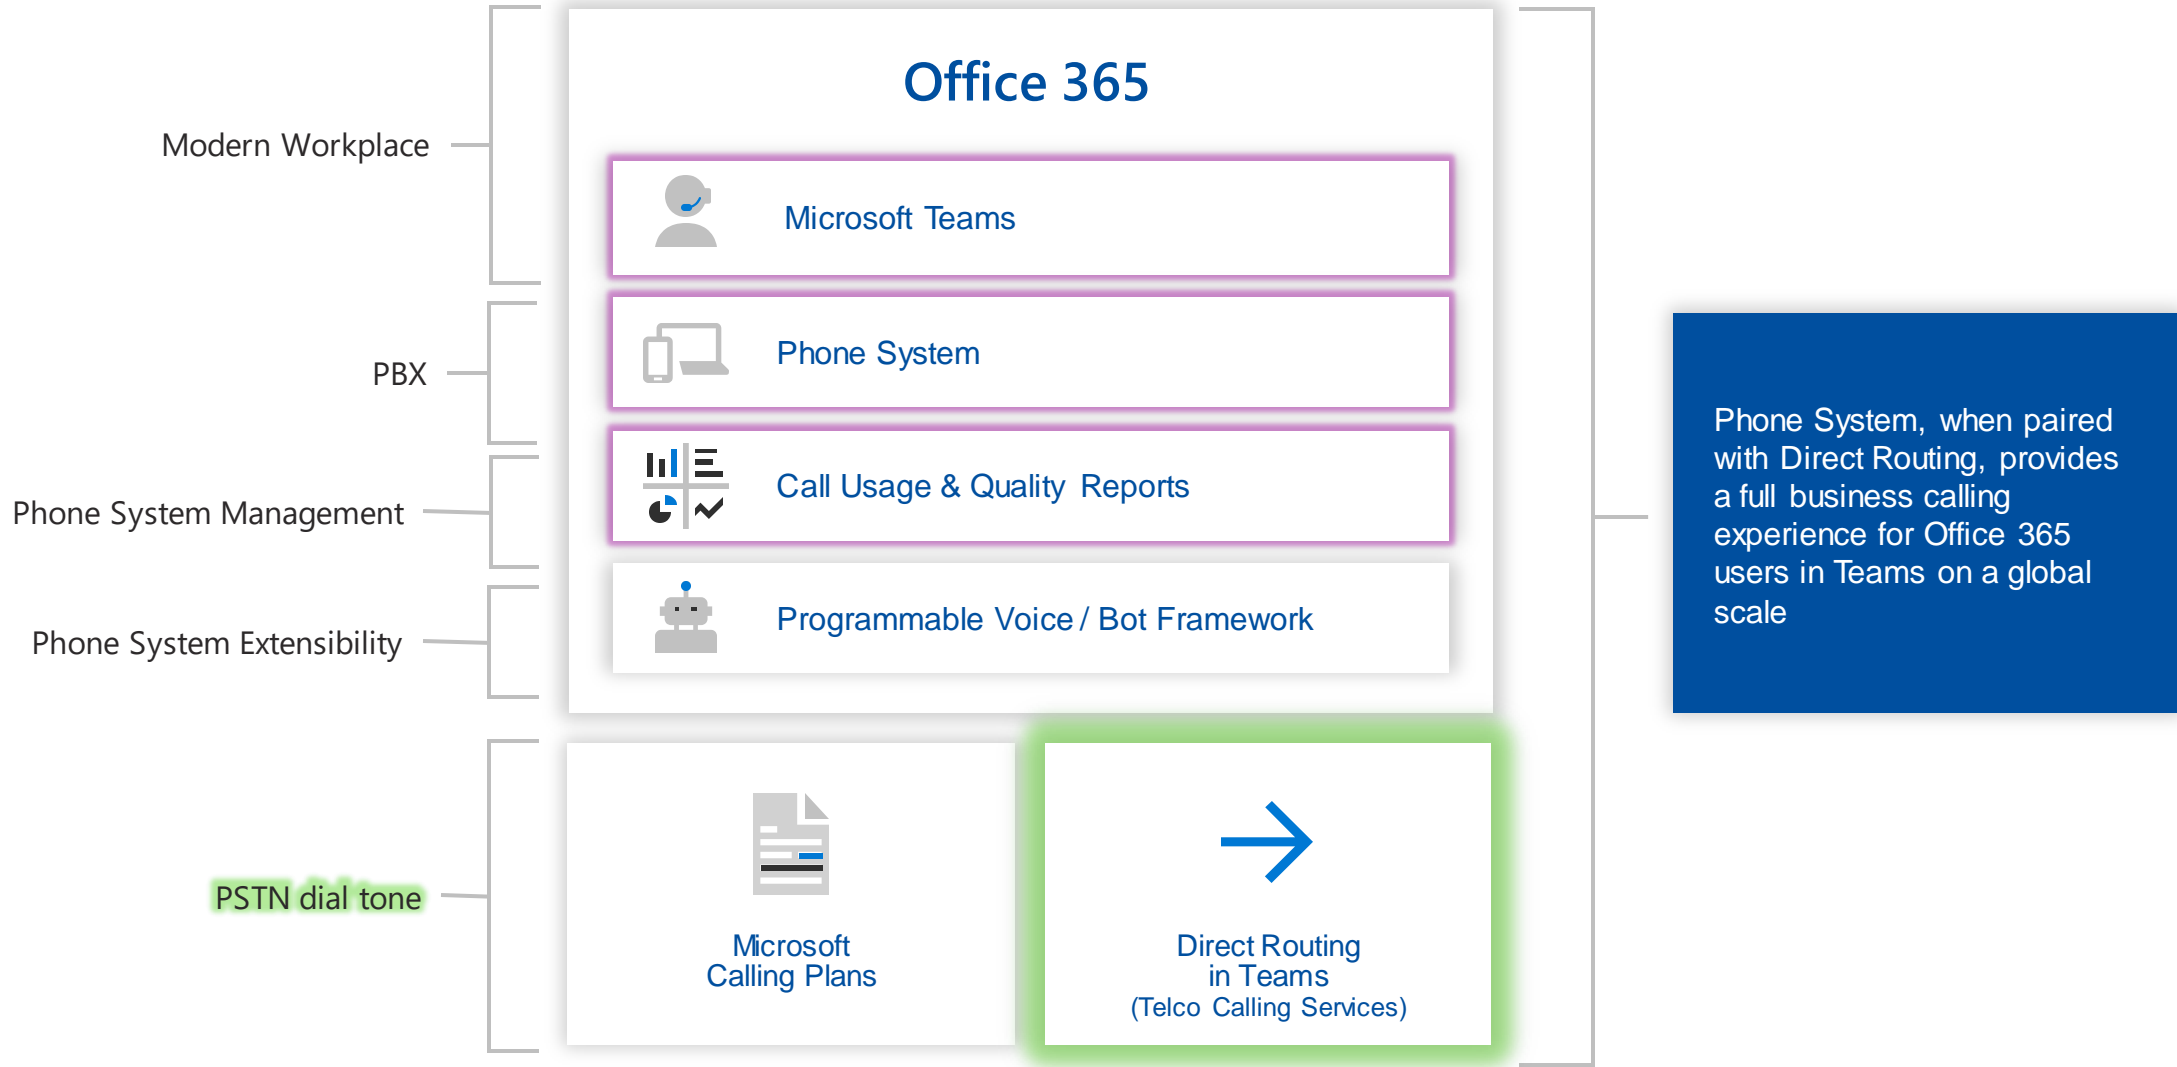 Office 365
Modern Workplace
Microsoft Teams
PBX
Phone System
Phone System Management
Call Usage & Quality Reports
Phone System Extensibility
Programmable Voice / Bot Framework
PSTN dial tone
Microsoft
Calling Plans
Direct Routing
in Teams
(Telco Calling Services)
Phone System, when paired
with Direct Routing, provides
a full business calling
experience for Office 365
users in Teams on a global
scale